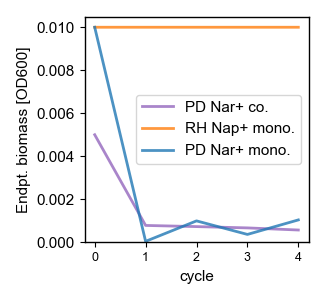 0.010
0.008
0.006
0.004
0.002
0.000
Endpt. biomass [OD600]
PD Nar+ co.
RH Nap+ mono.
PD Nar+ mono.
0 1 2 3 4
cycle